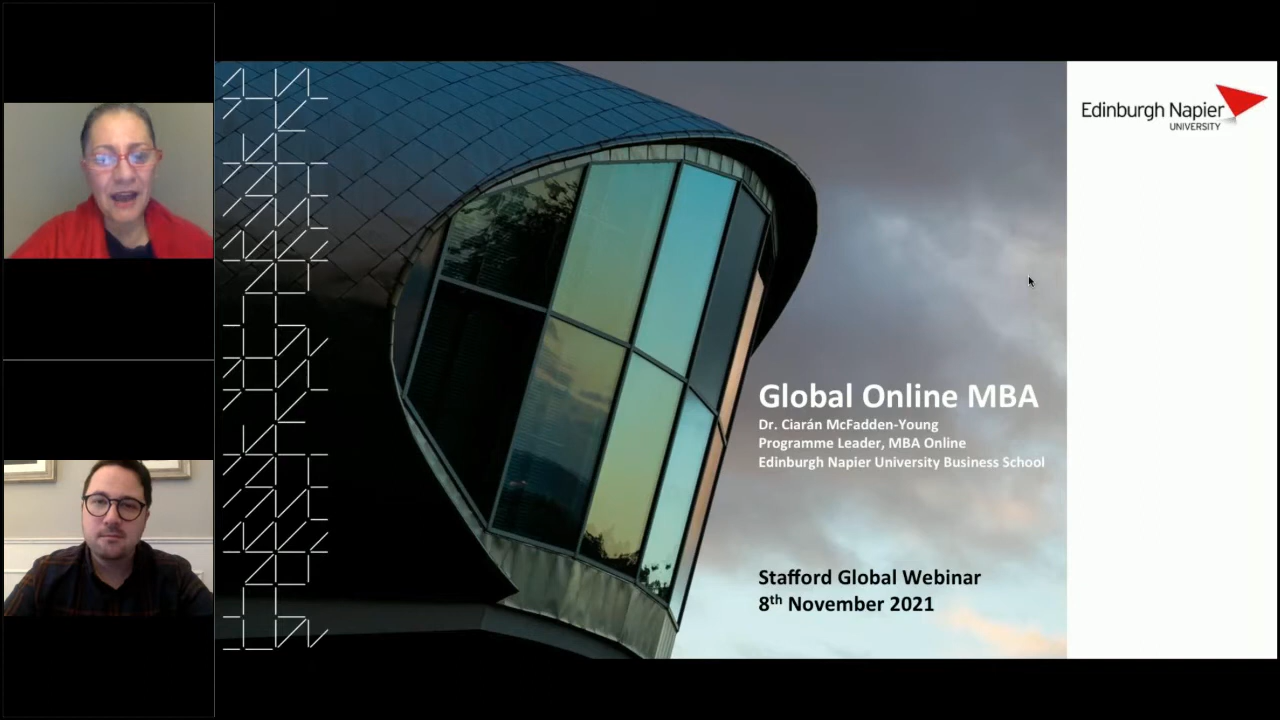 Edinburgh Napier
UNIVERSITY
Global Online MBA
Dr. Ciarán McFadden-Young
Programme Leader, MBA Online
Edinburgh Napier University Business School
Stafford Global Webinar
8th November 2021